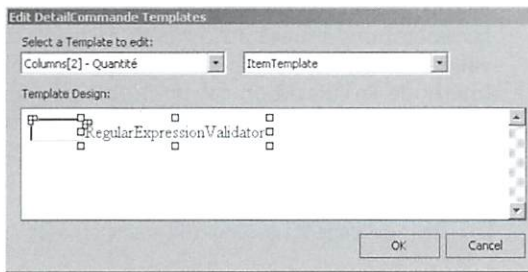 Edit DetailCommande Templates
Select a Template to edit:
Columns[2] - Quantité
ItemTemplate
Template Design:
RegularExpressionValidator
OK
Cancel